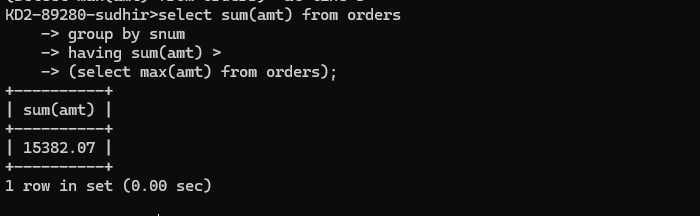 KD2-89280-sudhir>select sum(amt) from orders
    -> group by snum
    -> having sum(amt) >
    -> (select max(amt) from orders);
+----------+
| sum(amt) |
+----------+
| 15382.07 |
+----------+
1 row in set (0.00 sec)